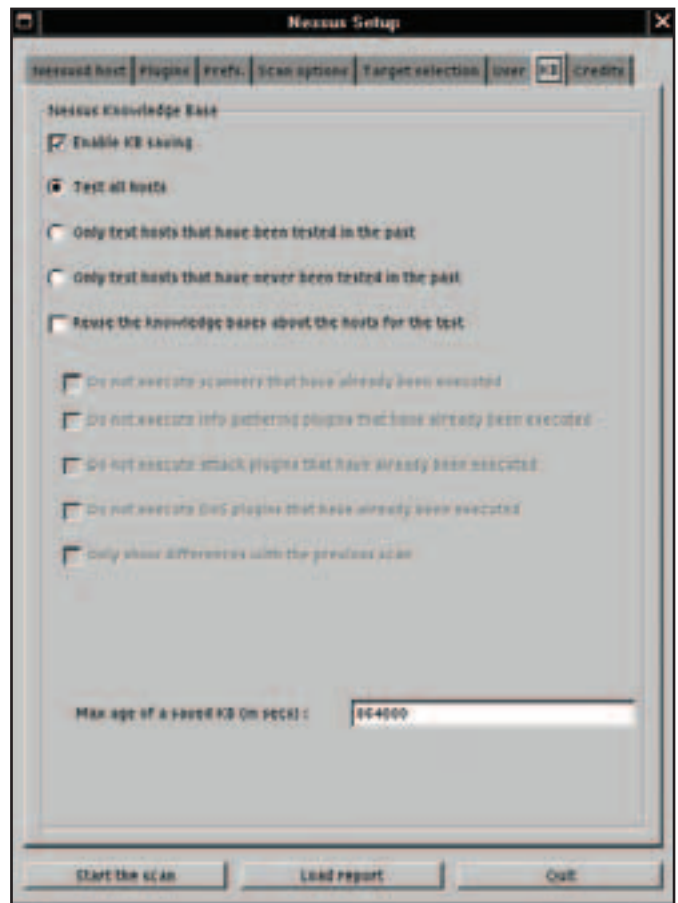 Nessus Setup
Nessusd host Plugins Prefs. Scan options Target selection User KB Credits
Nessus Knowledge Base
Enable KB saving
Test all hosts
Only test hosts that have been tested in the past
Only test hosts that have never been tested in the past
Reuse the knowledge bases about the hosts for the test
Do not execute scanners that have already been executed
Do not execute info gathering plugins that have already been executed
Do not execute attack plugins that have already been executed
Do not execute DoS plugins that have already been executed
Only show differences with the previous scan
Max age of a saved KB (in secs) : 864000
Start the scan Load report Quit